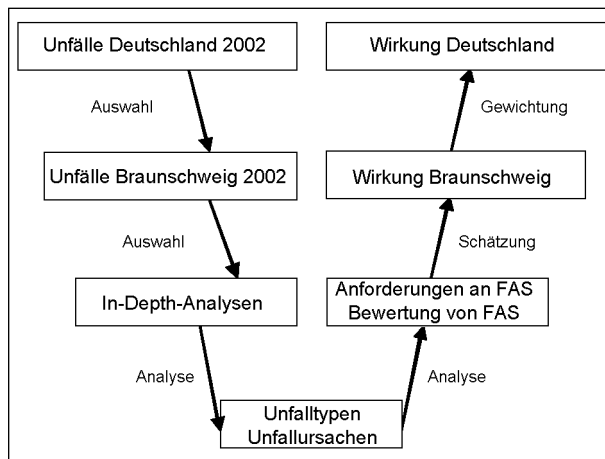 Unfälle Deutschland 2002
Auswahl
Unfälle Braunschweig 2002
Auswahl
In-Depth-Analysen
Analyse
Unfalltypen
Unfallursachen
Analyse
Anforderungen an FAS
Bewertung von FAS
Schätzung
Wirkung Braunschweig
Gewichtung
Wirkung Deutschland